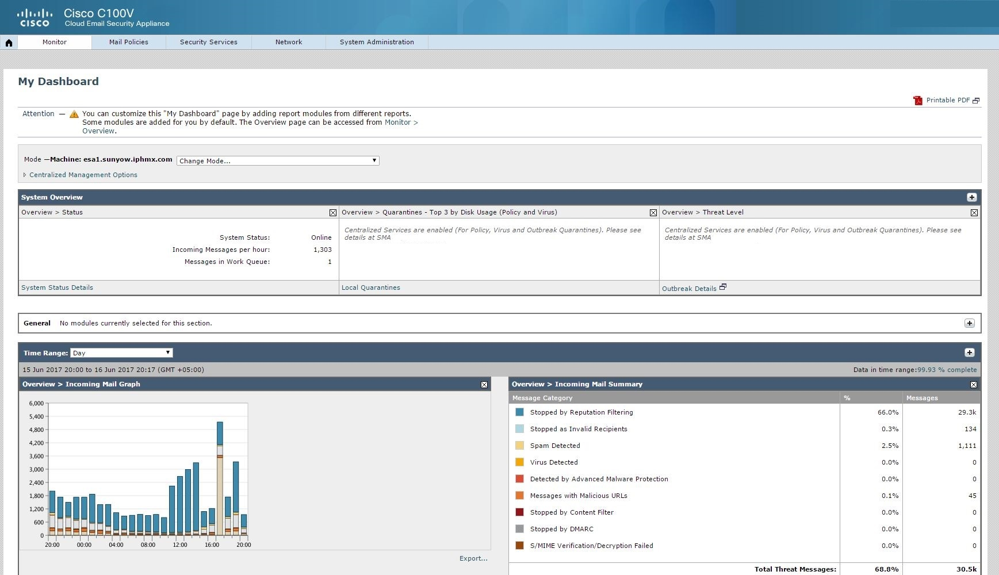 CISCO
Cisco C100V
Cloud Email Security Appliance
Monitor
Mail Policies
Security Services
Network
System Administration
My Dashboard
Printable PDF
Attention — You can customize this "My Dashboard" page by adding report modules from different reports.
Some modules are added for you by default. The Overview page can be accessed from Monitor >
Overview.
Mode —Machine: esa1.sunyow.iphmx.com Change Mode...
Centralized Management Options
System Overview
Overview > Status
System Status: Online
Incoming Messages per hour: 1,303
Messages in Work Queue: 1
System Status Details
Overview > Quarantines - Top 3 by Disk Usage (Policy and Virus)
Centralized Services are enabled (For Policy, Virus and Outbreak Quarantines). Please see
details at SMA
Local Quarantines
Overview > Threat Level
Centralized Services are enabled (For Policy, Virus and Outbreak Quarantines). Please see
details at SMA
Outbreak Details
General No modules currently selected for this section.
Time Range: Day
15 Jun 2017 20:00 to 16 Jun 2017 20:17 (GMT +05:00)
Data in time range:99.93 % complete
Overview > Incoming Mail Graph
6,000
5,400
4,800
4,200
3,600
3,000
2,400
1,800
1,200
600
0
20:00 00:00 04:00 08:00 12:00 16:00 20:00
Export...
Overview > Incoming Mail Summary
Message Category % Messages
Stopped by Reputation Filtering 66.0% 29.3k
Stopped as Invalid Recipients 0.3% 134
Spam Detected 2.5% 1,111
Virus Detected 0.0% 0
Detected by Advanced Malware Protection 0.0% 0
Messages with Malicious URLs 0.1% 45
Stopped by Content Filter 0.0% 0
Stopped by DMARC 0.0% 0
S/MIME Verification/Decryption Failed 0.0% 0
Total Threat Messages: 68.8% 30.5k